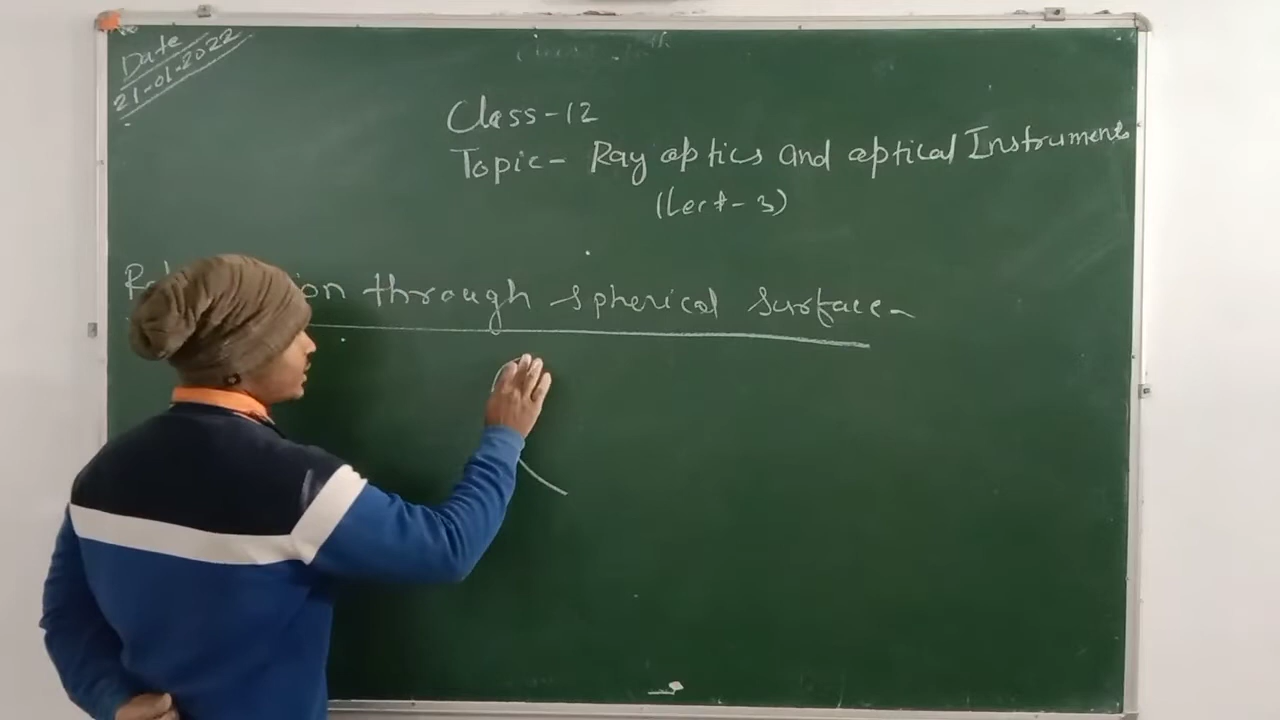 Date
21-01-2022
Class-12
Topic- Ray optics and optical Instruments
(Lect-3)
through spherical surface-